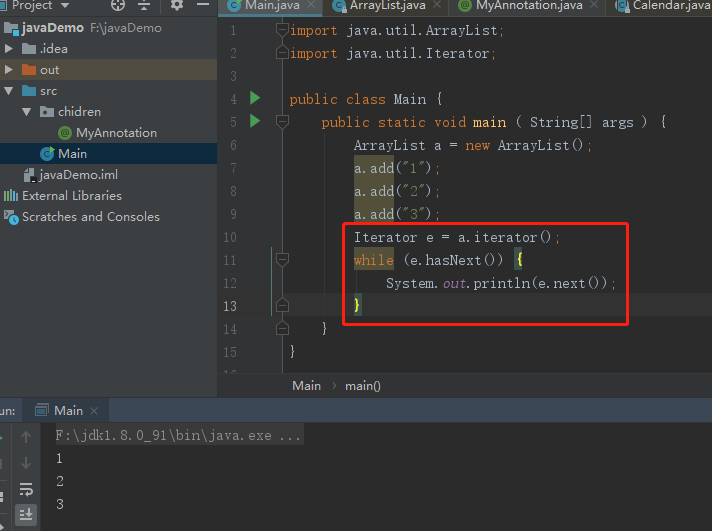 Project
Main.java ArrayList.java MyAnnotation.java Calendar.java
javaDemo F:\javaDemo
.idea
out
src
chidren
MyAnnotation
Main
javaDemo.iml
External Libraries
Scratches and Consoles
1 import java.util.ArrayList;
2 import java.util.Iterator;
3
4 public class Main {
5 public static void main ( String[] args ) {
6 ArrayList a = new ArrayList();
7 a.add("1");
8 a.add("2");
9 a.add("3");
10 Iterator e = a.iterator();
11 while (e.hasNext()) {
12 System.out.println(e.next());
13 }
14 }
15 }
Main › main()
un: Main
F:\jdk1.8.0_91\bin\java.exe ...
1
2
3